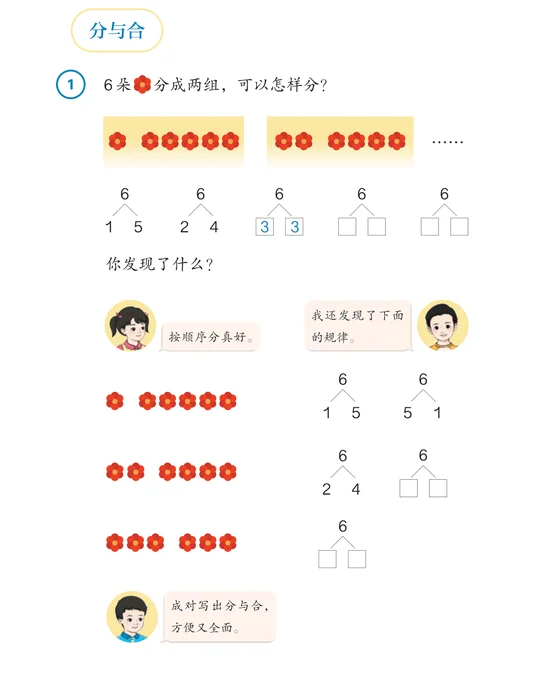 分与合
1 6朵分成两组，可以怎样分？
……
6 6 6 6 6
1 5 2 4 3 3
你发现了什么？
按顺序分真好。
我还发现了下面
的规律。
6 6
1 5 5 1
6 6
2 4
6
成对写出分与合，
方便又全面。